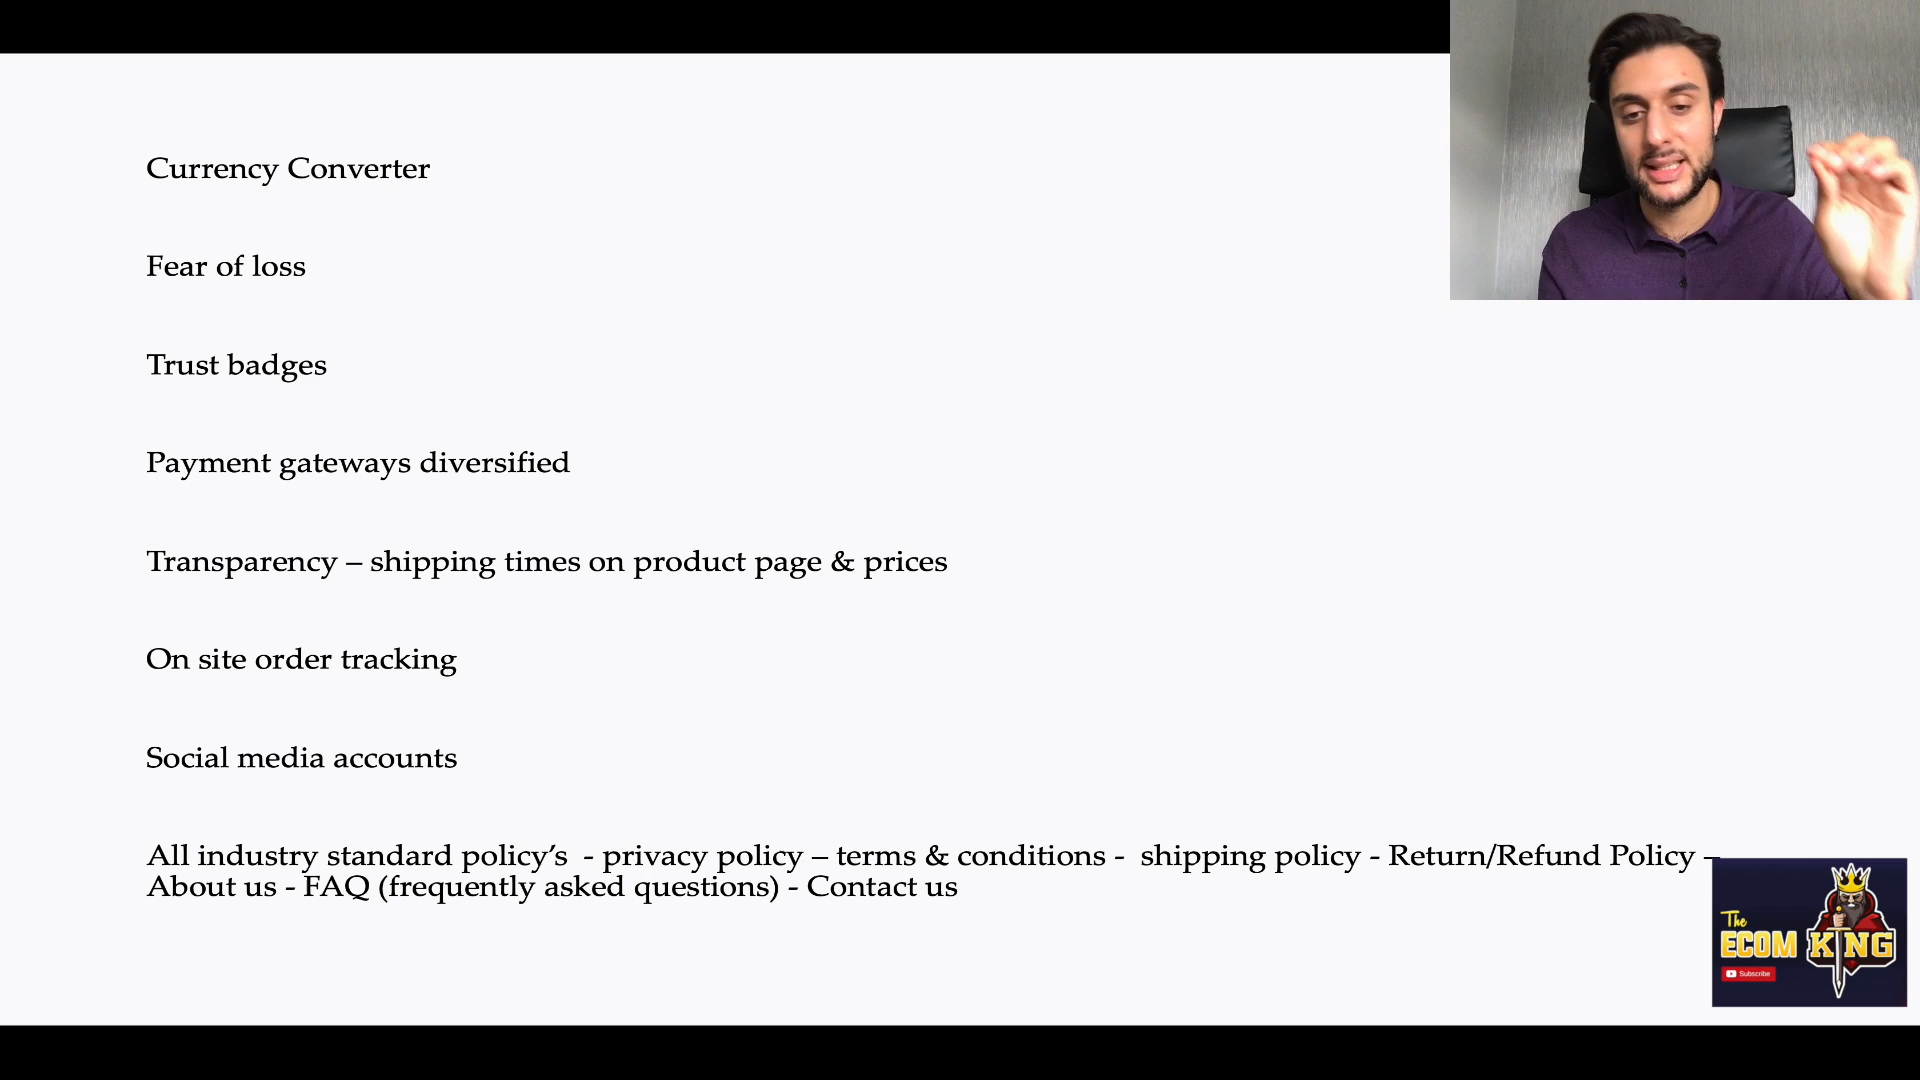 Currency Converter
Fear of loss
Trust badges
Payment gateways diversified
Transparency – shipping times on product page & prices
On site order tracking
Social media accounts
All industry standard policy’s  - privacy policy – terms & conditions -  shipping policy - Return/Refund Policy –
About us - FAQ (frequently asked questions) - Contact us
The
ECOM KING
Subscribe